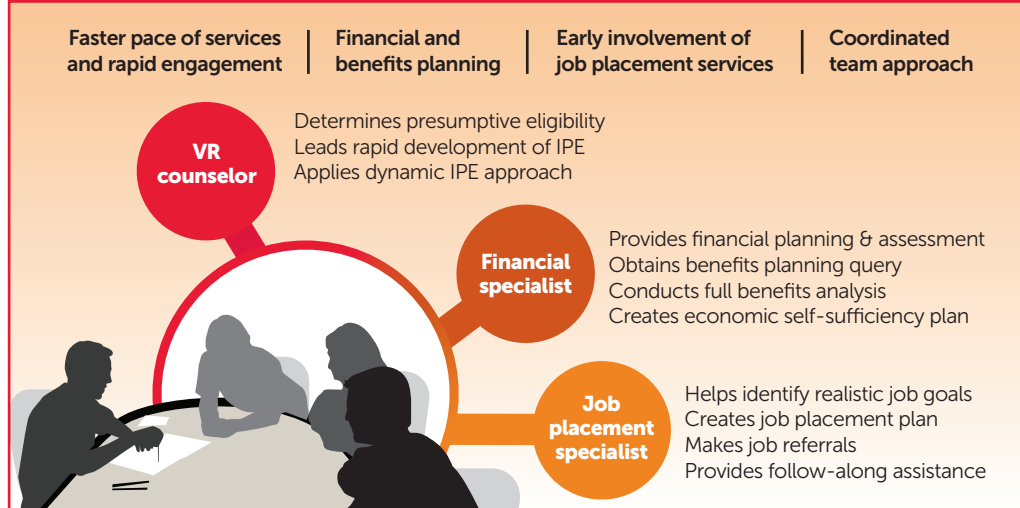 Faster pace of services
and rapid engagement
Financial and
benefits planning
Early involvement of
job placement services
Coordinated
team approach
VR
counselor
Determines presumptive eligibility
Leads rapid development of IPE
Applies dynamic IPE approach
Financial
specialist
Provides financial planning & assessment
Obtains benefits planning query
Conducts full benefits analysis
Creates economic self-sufficiency plan
Job
placement
specialist
Helps identify realistic job goals
Creates job placement plan
Makes job referrals
Provides follow-along assistance